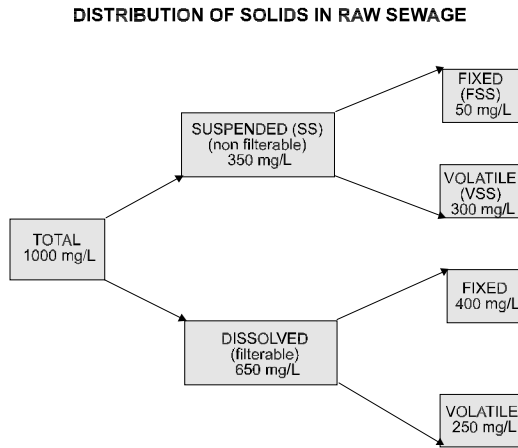 DISTRIBUTION OF SOLIDS IN RAW SEWAGE
FIXED
(FSS)
50 mg/L
SUSPENDED (SS)
(non filterable)
350 mg/L
VOLATILE
(VSS)
300 mg/L
TOTAL
1000 mg/L
FIXED
400 mg/L
DISSOLVED
(filterable)
650 mg/L
VOLATILE
250 mg/L